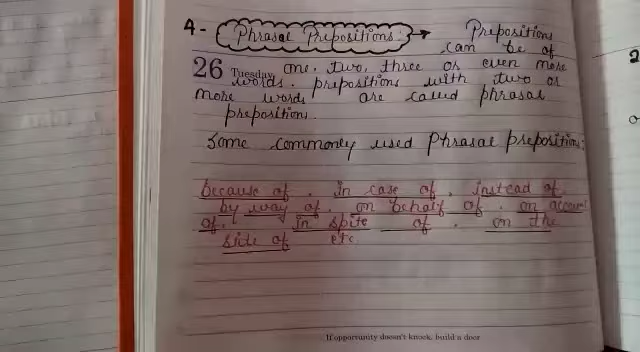 4- Phrasal Prepositions:→ Prepositions
can be of
26 Tuesday one, two, three or even more
words. prepositions with two or
more words are called phrasal
prepositions.
Some commonly used Phrasal prepositions:
because of, in case of, instead of,
by way of, on behalf of, on account
of, in spite of, on the
side of etc
If opportunity doesn't knock, build a door
2